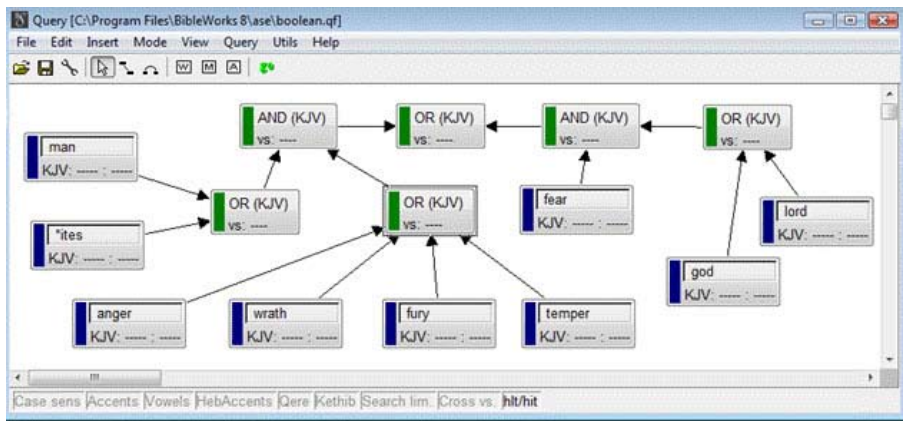 Query [C:\Program Files\BibleWorks 8\ase\boolean.qf]
File Edit Insert Mode View Query Utils Help
W M A
AND (KJV)
vs: ----
OR (KJV)
vs: ----
AND (KJV)
vs: ----
OR (KJV)
vs: ----
man
KJV: ----- : -----
OR (KJV)
vs: ----
OR (KJV)
vs: ----
fear
KJV: ----- : -----
lord
KJV: ----- : -----
*ites
KJV: ----- : -----
god
KJV: ----- : -----
anger
KJV: ----- : -----
wrath
KJV: ----- : -----
fury
KJV: ----- : -----
temper
KJV: ----- : -----
Case sens Accents Vowels HebAccents Qere Kethib Search lim. Cross vs. hlt/hit